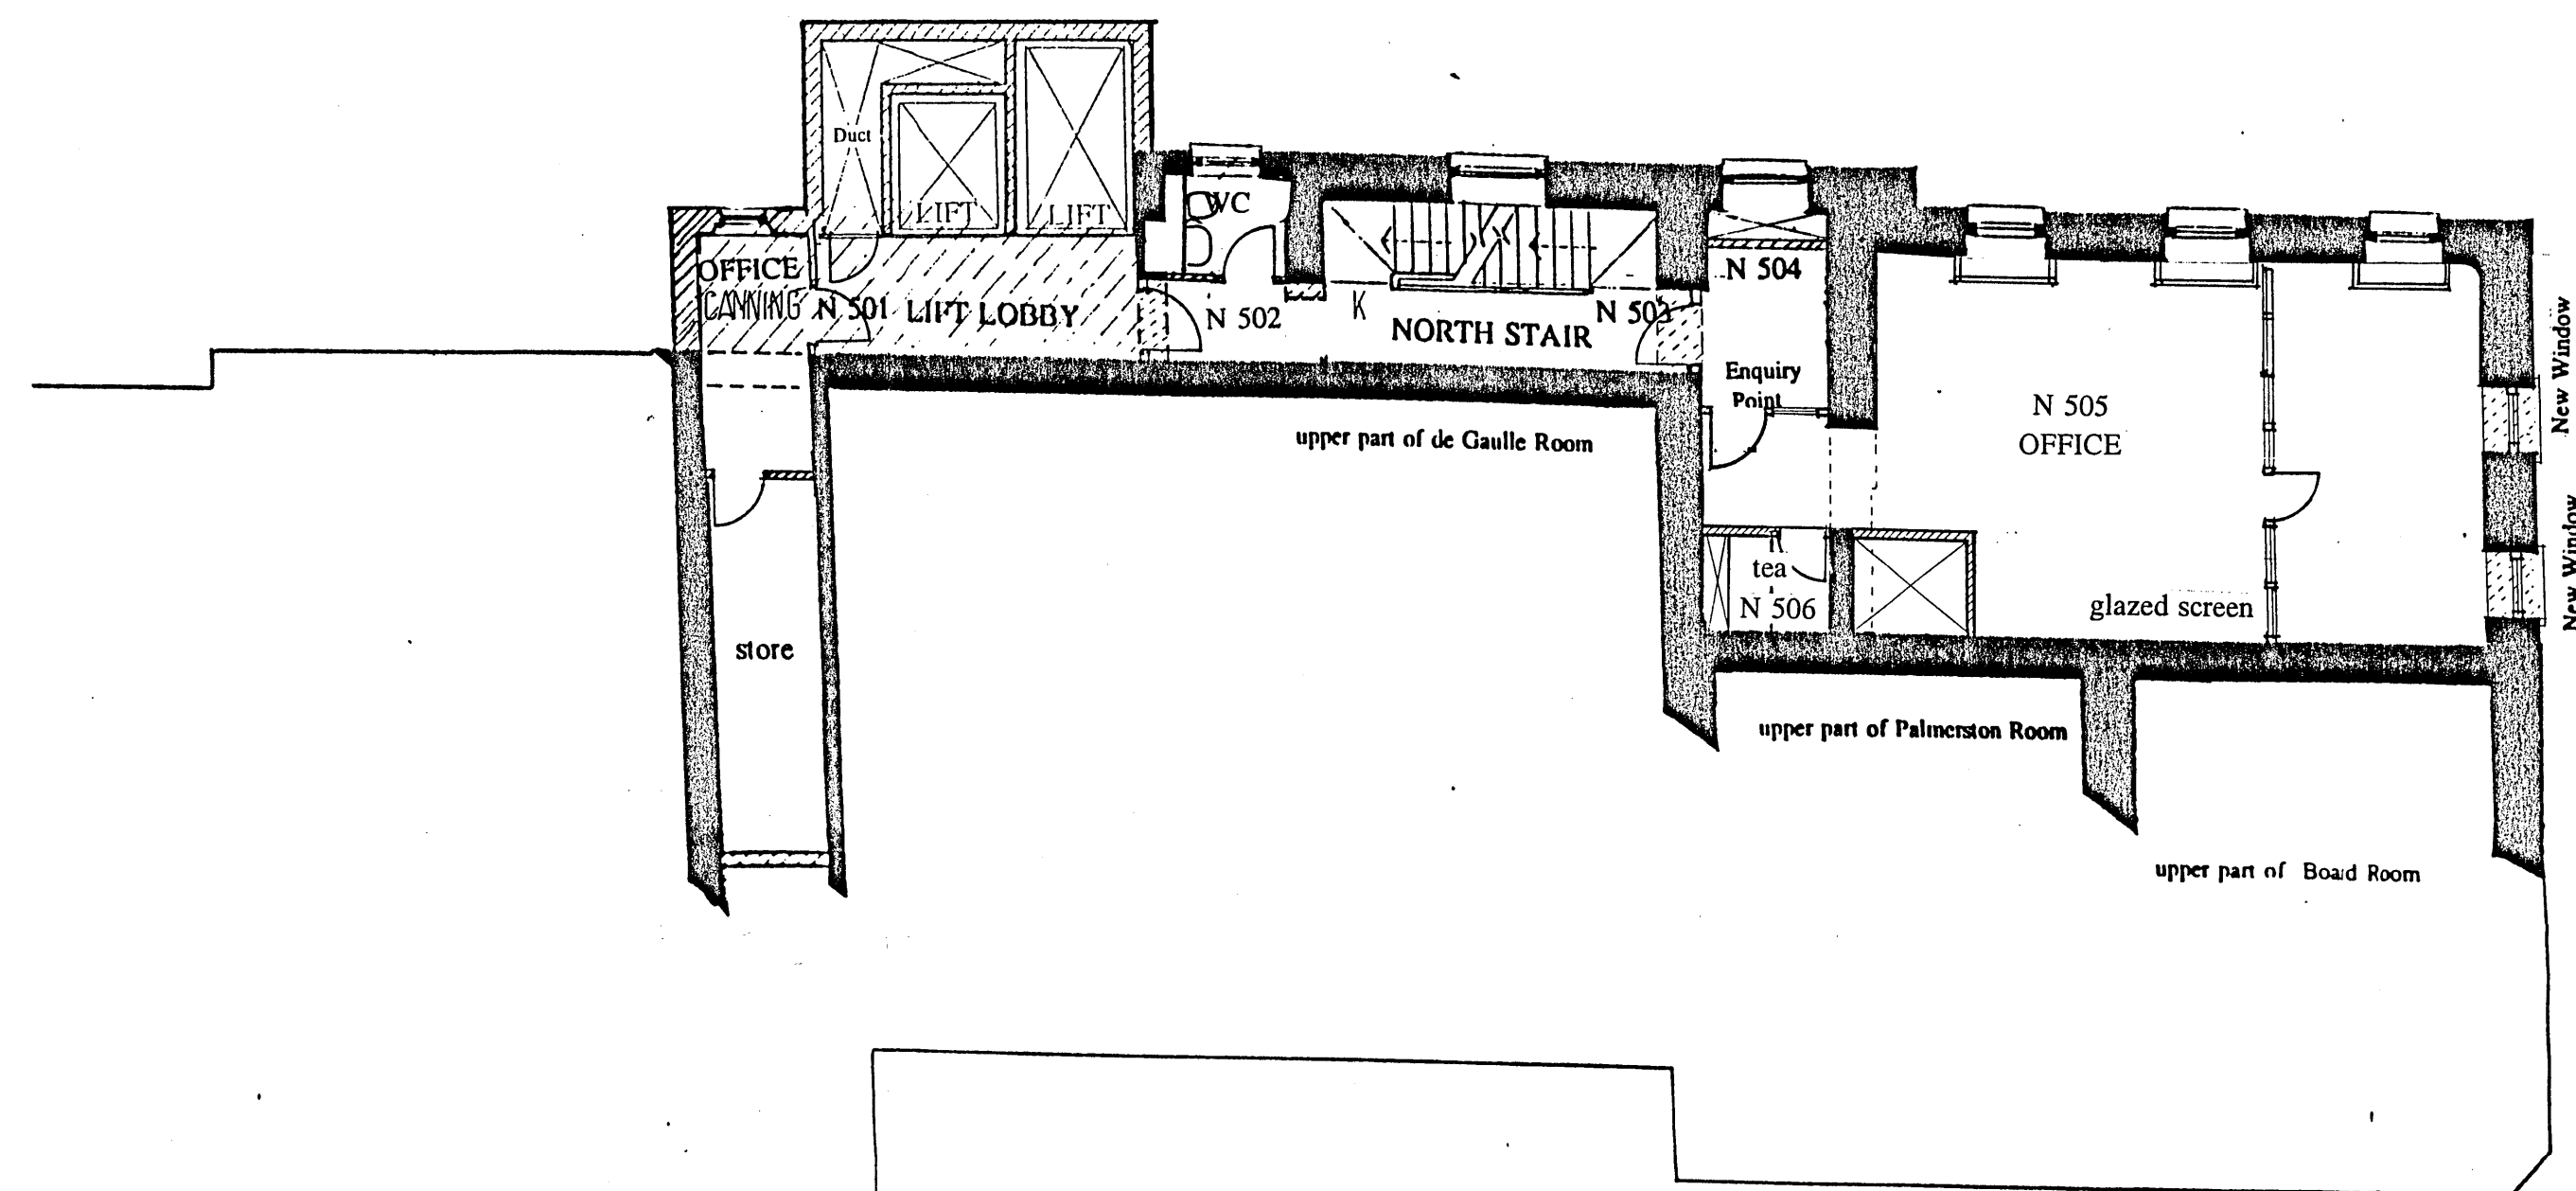 Duct
LIFT
LIFT
WC
OFFICE
CANNING
N 501
LIFT LOBBY
N 502
K
NORTH STAIR
N 503
N 504
Enquiry
Point
N 505
OFFICE
New Window
New Window
upper part of de Gaulle Room
tea
N 506
glazed screen
store
upper part of Palmerston Room
upper part of Board Room